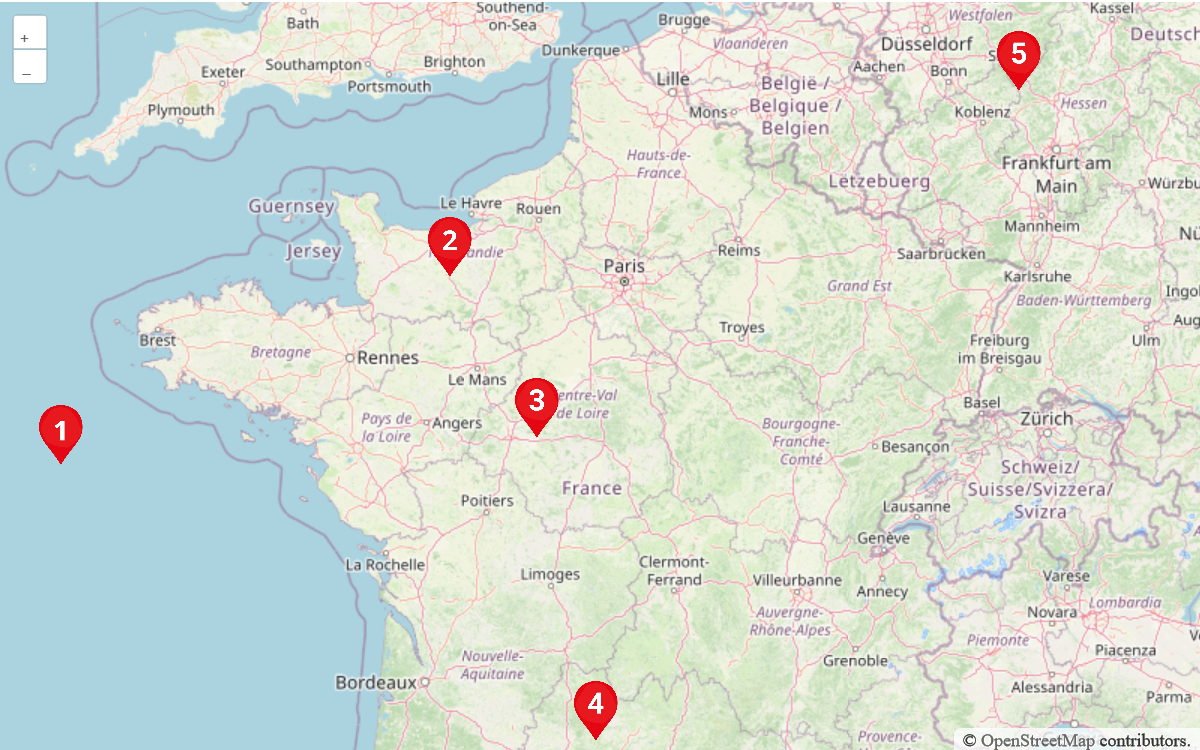 Southend-
on-Sea
Bath
Brugge
Westfalen
Kassel
Southampton
Brighton
Dunkerque
Vlaanderen
Düsseldorf
Deutsch
Exeter
Portsmouth
Lille
Aachen
Bonn
5
Plymouth
Mons
België /
Belgique /
Belgien
Koblenz
Hessen
Hauts-de-
France
Lëtzebuerg
Frankfurt am
Main
Würzbu
Guernsey
Le Havre
Rouen
Mannheim
Jersey
2
Reims
Saarbrücken
Nü
Paris
Karlsruhe
Grand Est
Baden-Württemberg
Ingol
Troyes
Aug
Brest
Bretagne
Rennes
Freiburg
im Breisgau
Ulm
Le Mans
Basel
3
entre-Val
de Loire
1
Pays de
la Loire
Angers
Bourgogne-
Franche-
Comté
Besançon
Zürich
Poitiers
France
Schweiz/
Suisse/Svizzera/
Svizra
Lausanne
Genève
La Rochelle
Limoges
Clermont-
Ferrand
Villeurbanne
Annecy
Varese
Novara
Lombardia
Auvergne-
Rhône-Alpes
Piemonte
Nouvelle-
Aquitaine
Grenoble
Piacenza
Bordeaux
4
Alessandria
Parma
Provence-
+
–
© OpenStreetMap contributors.